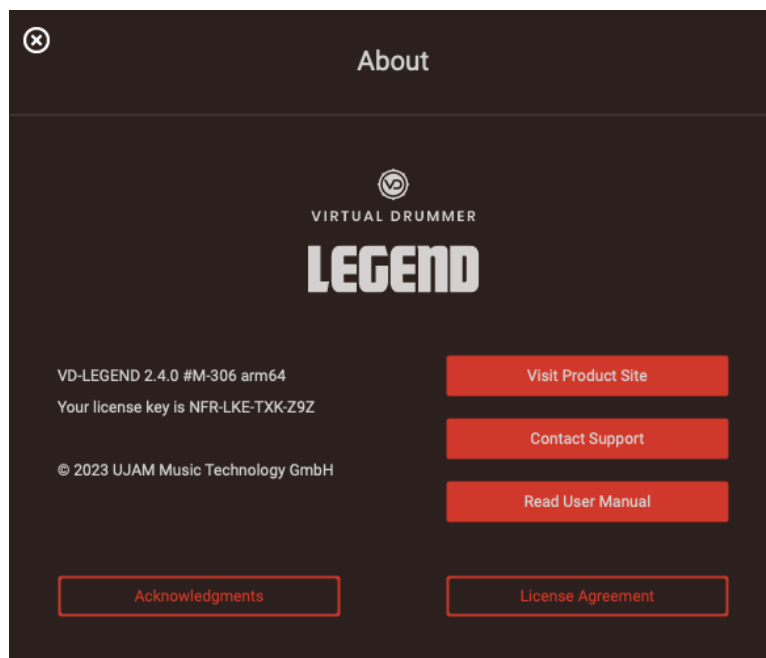 About
VD
VIRTUAL DRUMMER
LEGEND
VD-LEGEND 2.4.0 #M-306 arm64
Your license key is NFR-LKE-TXK-Z9Z
© 2023 UJAM Music Technology GmbH
Visit Product Site
Contact Support
Read User Manual
Acknowledgments
License Agreement